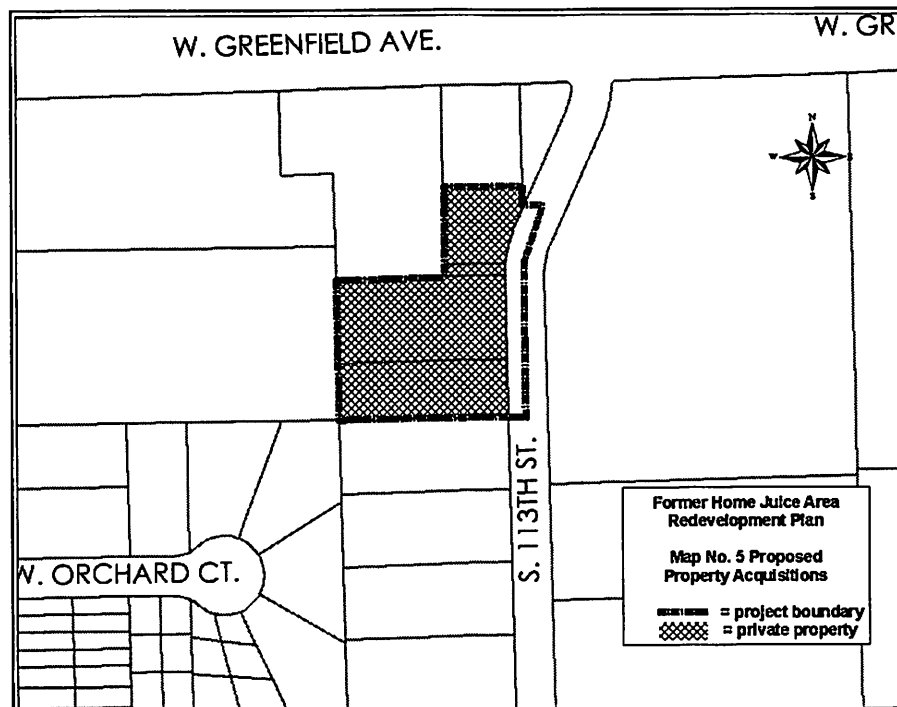 W. GREENFIELD AVE.
W. GR
N
W
S
S. 113TH ST.
W. ORCHARD CT.
Former Home Juice Area
Redevelopment Plan
Map No. 5 Proposed
Property Acquisitions
= project boundary
= private property